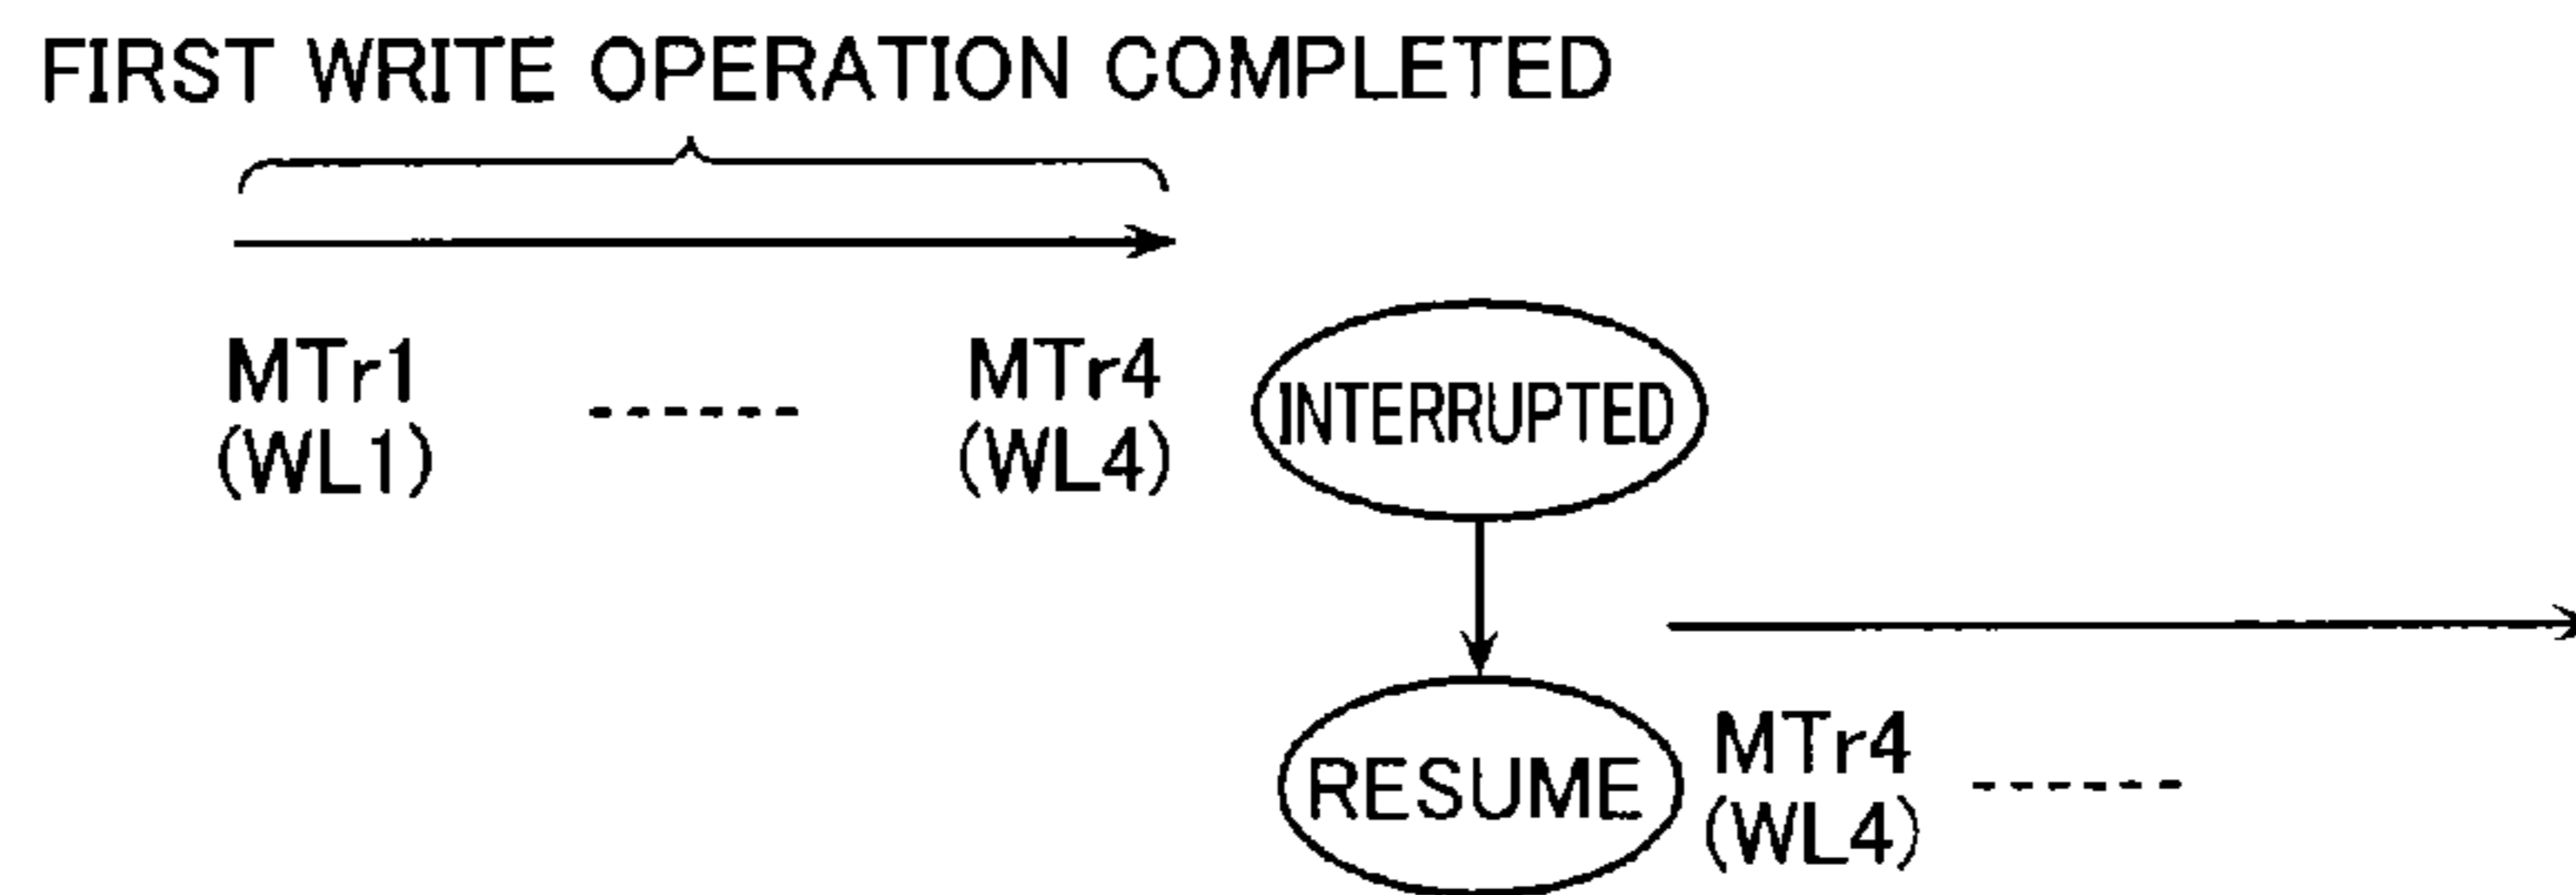 FIRST WRITE OPERATION COMPLETED
MTr1 ------ MTr4 INTERRUPTED
(WL1) (WL4)
RESUME MTr4 ------
(WL4)